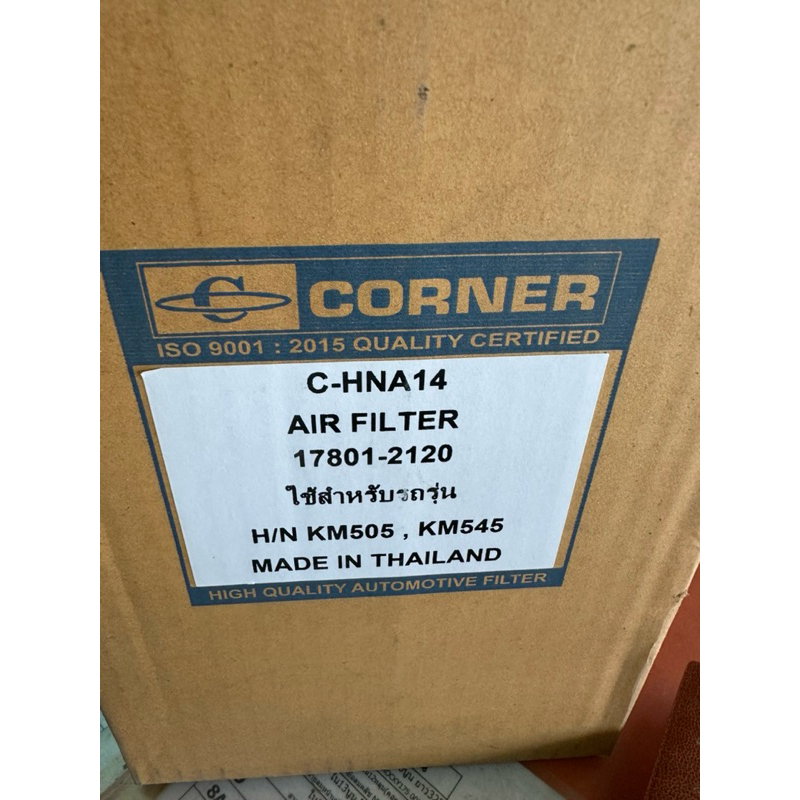 CORNER
ISO 9001 : 2015 QUALITY CERTIFIED
C-HNA14
AIR FILTER
17801-2120
ใช้สำหรับรถรุ่น
H/N KM505 , KM545
MADE IN THAILAND
HIGH QUALITY AUTOMOTIVE FILTER